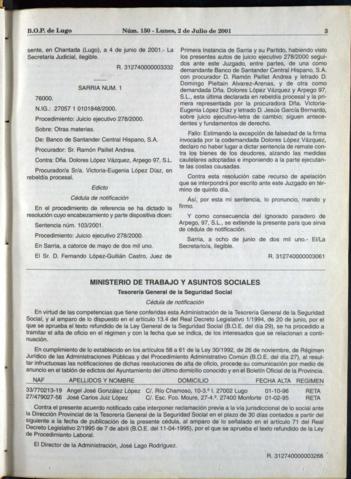 B.O.P. de Lugo
Núm. 150 - Lunes, 2 de Julio de 2001
3
sente, en Chantada (Lugo), a 4 de junio de 2001.- La
Secretaria Judicial, ilegible.
R. 312740000003332
SARRIA NUM. 1
76000.
N.IG.: 27057 1 0101848/2000.
Procedimiento: Juicio ejecutivo 278/2000.
Sobre: Otras materias.
De: Banco de Santander Central Hispano, S.A.
Procurador: Sr. Ramón Paillet Andrea.
Contra: Dña. Dolores López Vázquez, Arpego 97, S.L.
Procurador/a Sr/a. Victoria-Eugenia López Díaz, en
rebeldía procesal.
Edicto
Cédula de notificación
En el procedimiento de referencia se ha dictado la
resolución cuyo encabezamiento y parte dispositiva dicen:
Sentencia núm. 103/2001.
Procedimiento: Juicio ejecutivo 278/2000.
En Sarria, a catorce de mayo de dos mil uno.
El Sr. D. Fernando López-Guitián Castro, Juez de
Primera Instancia de Sarria y su Partido, habiendo visto
los presentes autos de juicio ejecutivo 278/2000 segui-
dos ante este Juzgado, entre partes, de una como
demandante Banco de Santander Central Hispano, S.A.
con procurador D. Ramón Paillet Andrea y letrado D.
Domingo Pleitain Alvarez-Arenas, y de otra como
demandada Dña. Dolores López Vázquez y Arpego 97,
S.L., esta última declarada en rebeldía procesal y la pri-
mera representada por la procuradora Dña. Victoria-
Eugenia López Díaz y letrado D. Jesús García Bernardo,
sobre juicio ejecutivo-letra de cambio; siguen antece-
dentes y fundamentos de derecho.
Fallo: Estimando la excepción de falsedad de la firma
invocada por la codemandada Dolores López Vázquez,
declaro no haber lugar a dictar sentencia de remate con-
tra los bienes de los deudores, alzando las medidas
cautelares adoptadas e imponiendo a la parte ejecutan-
te las costas causadas.
Contra esta resolución cabe recurso de apelación
que se interpondrá por escrito ante este Juzgado en tér-
mino de quinto día.
Así, por esta mi sentencia, lo pronuncio, mando y
firmo.
Y como consecuencia del ignorado paradero de
Arpego, 97, S.L., se extiende la presente para que sirva
de cédula de notificación.
Sarria, a ocho de junio de dos mil uno.- El/La
Secretario/a, ilegible.
R. 312740000003061
MINISTERIO DE TRABAJO Y ASUNTOS SOCIALES
Tesorería General de la Seguridad Social
Cédula de notificación
En virtud de las competencias que tiene conferidas esta Administración de la Tesorería General de la Seguridad
Social, y al amparo de lo dispuesto en el artículo 13.4 del Real Decreto Legislativo 1/1994, de 20 de junio, por el
que se aprueba el texto refundido de la Ley General de la Seguridad Social (B.O.E. del día 29), se ha procedido a
tramitar el alta de oficio en el régimen y con la fecha que se indica, de los interesados que se relacionan a conti-
nuación.
En cumplimiento de lo establecido en los artículos 58 a 61 de la Ley 30/1992, de 26 de noviembre, de Régimen
Jurídico de las Administraciones Públicas y del Procedimiento Administrativo Común (B.O.E. del día 27), al resul-
tar infructuosas las notificaciones de dichas resoluciones de alta de oficio, procede su comunicación por medio de
anuncio en el tablón de edictos del Ayuntamiento del último domicilio conocido y en el Boletín Oficial de la Provincia.
NAF APELLIDOS Y NOMBRE DOMICILIO FECHA ALTA REGIMEN
33/770213-19 Angel José González López C/. Río Chamoso, 10-3.º I. 27002 Lugo 01-10-96 RETA
27/479027-58 José Carlos Juiz López C/. Esc. Fco. Moure, 27-4.º. 27400 Monforte 01-02-95 RETA
Contra el presente acuerdo notificado cabe interponer reclamación previa a la vía jurisdiccional de lo social ante
la Dirección Provincial de la Tesorería General de la Seguridad Social en el plazo de 30 días contados a partir del
siguiente a la fecha de publicación de la presente cédula, al amparo de lo señalado en el artículo 71 del Real
Decreto Legislativo 2/1995 de 7 de abril (B.O.E. del 11-04-1995), por el que se aprueba el texto refundido de la Ley
de Procedimiento Laboral.
El Director de la Administración, José Lago Rodríguez.
R. 312740000003266